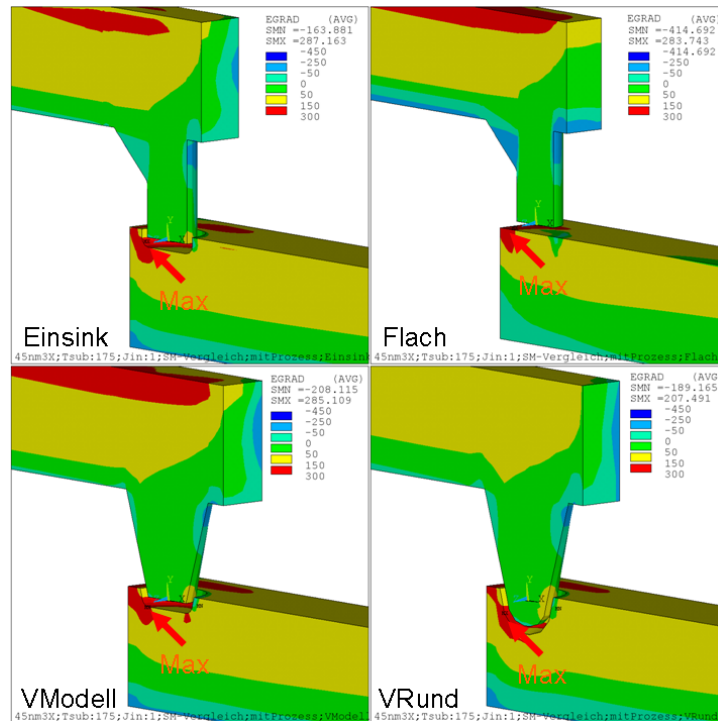 EGRAD (AVG)
SMN =-163.881
SMX =287.163
-450
-250
-50
0
50
150
300
Y
X
Max
Einsink
45nm3X;Tsub:175;Jin:1;SM-Vergleich;mitProzess;Einsink
EGRAD (AVG)
SMN =-414.692
SMX =283.743
-414.692
-250
-50
0
50
150
300
Y
X
Max
Flach
45nm3X;Tsub:175;Jin:1;SM-Vergleich;mitProzess;Flach
EGRAD (AVG)
SMN =-208.115
SMX =285.109
-450
-250
-50
0
50
150
300
Y
X
Max
VModell
45nm3X;Tsub:175;Jin:1;SM-Vergleich;mitProzess;VModell
EGRAD (AVG)
SMN =-189.165
SMX =207.491
-450
-250
-50
0
50
150
300
Y
X
Max
VRund
45nm3X;Tsub:175;Jin:1;SM-Vergleich;mitProzess;VRund